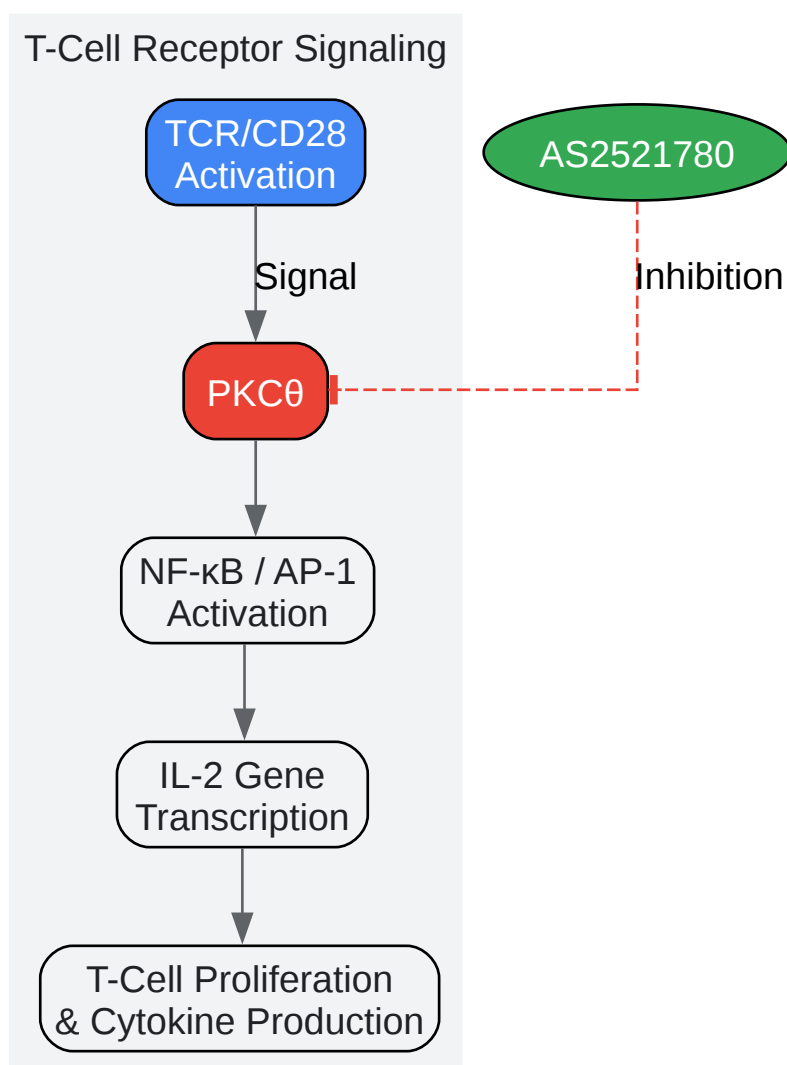 T-Cell Receptor Signaling
TCR/CD28
Activation
AS2521780
Signal
Inhibition
PKCθ
NF-κB / AP-1
Activation
IL-2 Gene
Transcription
T-Cell Proliferation
& Cytokine Production